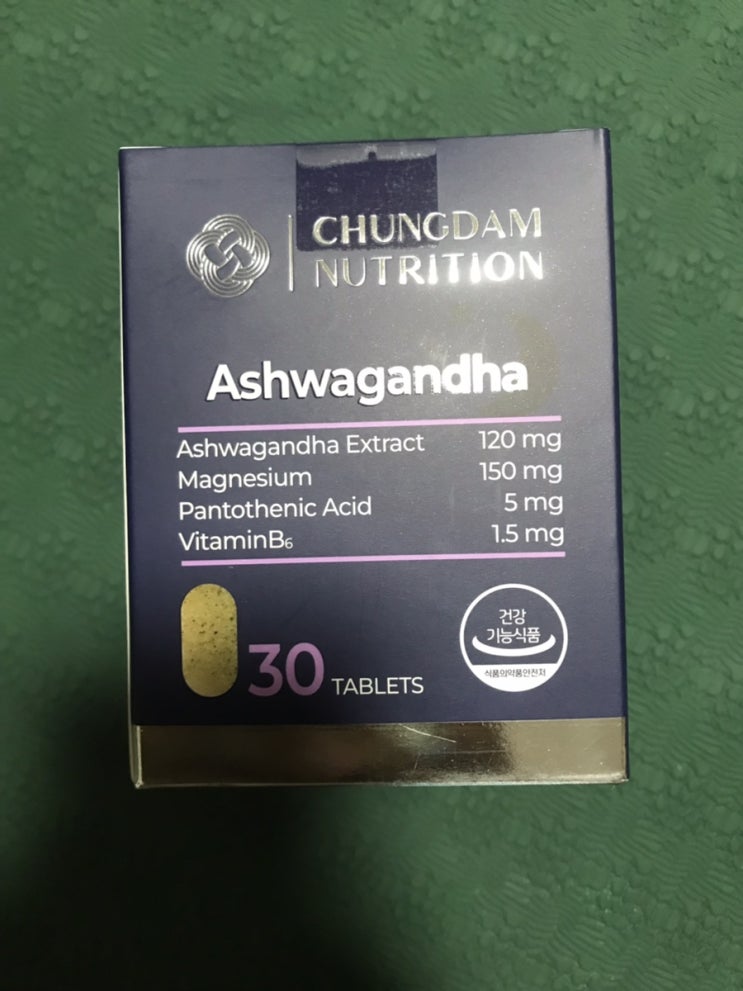 CHUNGDAM
NUTRITION
Ashwagandha
Ashwagandha Extract 120 mg
Magnesium 150 mg
Pantothenic Acid 5 mg
VitaminB₆ 1.5 mg
30 TABLETS
건강
기능식품
식품의약품안전처